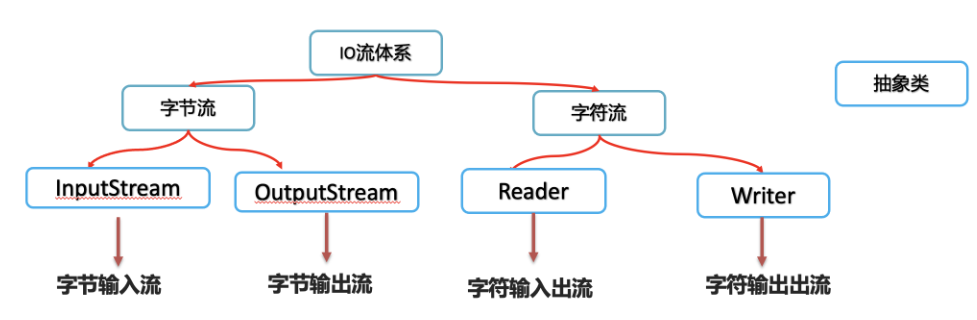 IO流体系
抽象类
字节流
字符流
InputStream
OutputStream
Reader
Writer
字节输入流
字节输出流
字符输入出流
字符输出出流